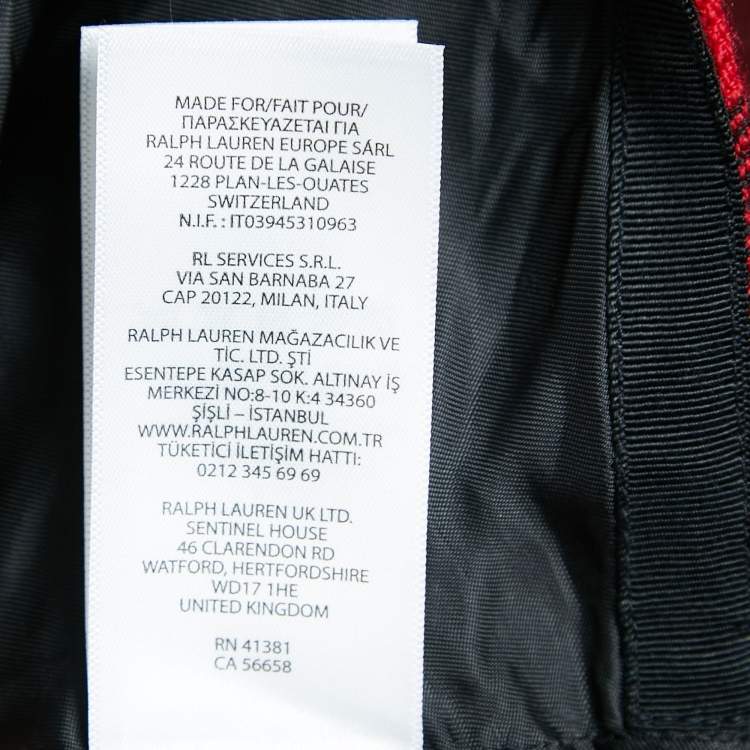 MADE FOR/FAIT POUR/
ΠΑΡΑΣΚΕΥΑΖΕΤΑΙ ΓΙΑ
RALPH LAUREN EUROPE SÁRL
24 ROUTE DE LA GALAISE
1228 PLAN-LES-OUATES
SWITZERLAND
N.I.F. : IT03945310963
RL SERVICES S.R.L.
VIA SAN BARNABA 27
CAP 20122, MILAN, ITALY
RALPH LAUREN MAĞAZACILIK VE
TİC. LTD. ŞTİ
ESENTEPE KASAP SOK. ALTINAY İŞ
MERKEZİ NO:8-10 K:4 34360
ŞİŞLİ – İSTANBUL
WWW.RALPHLAUREN.COM.TR
TÜKETİCİ İLETİŞİM HATTI:
0212 345 69 69
RALPH LAUREN UK LTD.
SENTINEL HOUSE
46 CLARENDON RD
WATFORD, HERTFORDSHIRE
WD17 1HE
UNITED KINGDOM
RN 41381
CA 56658